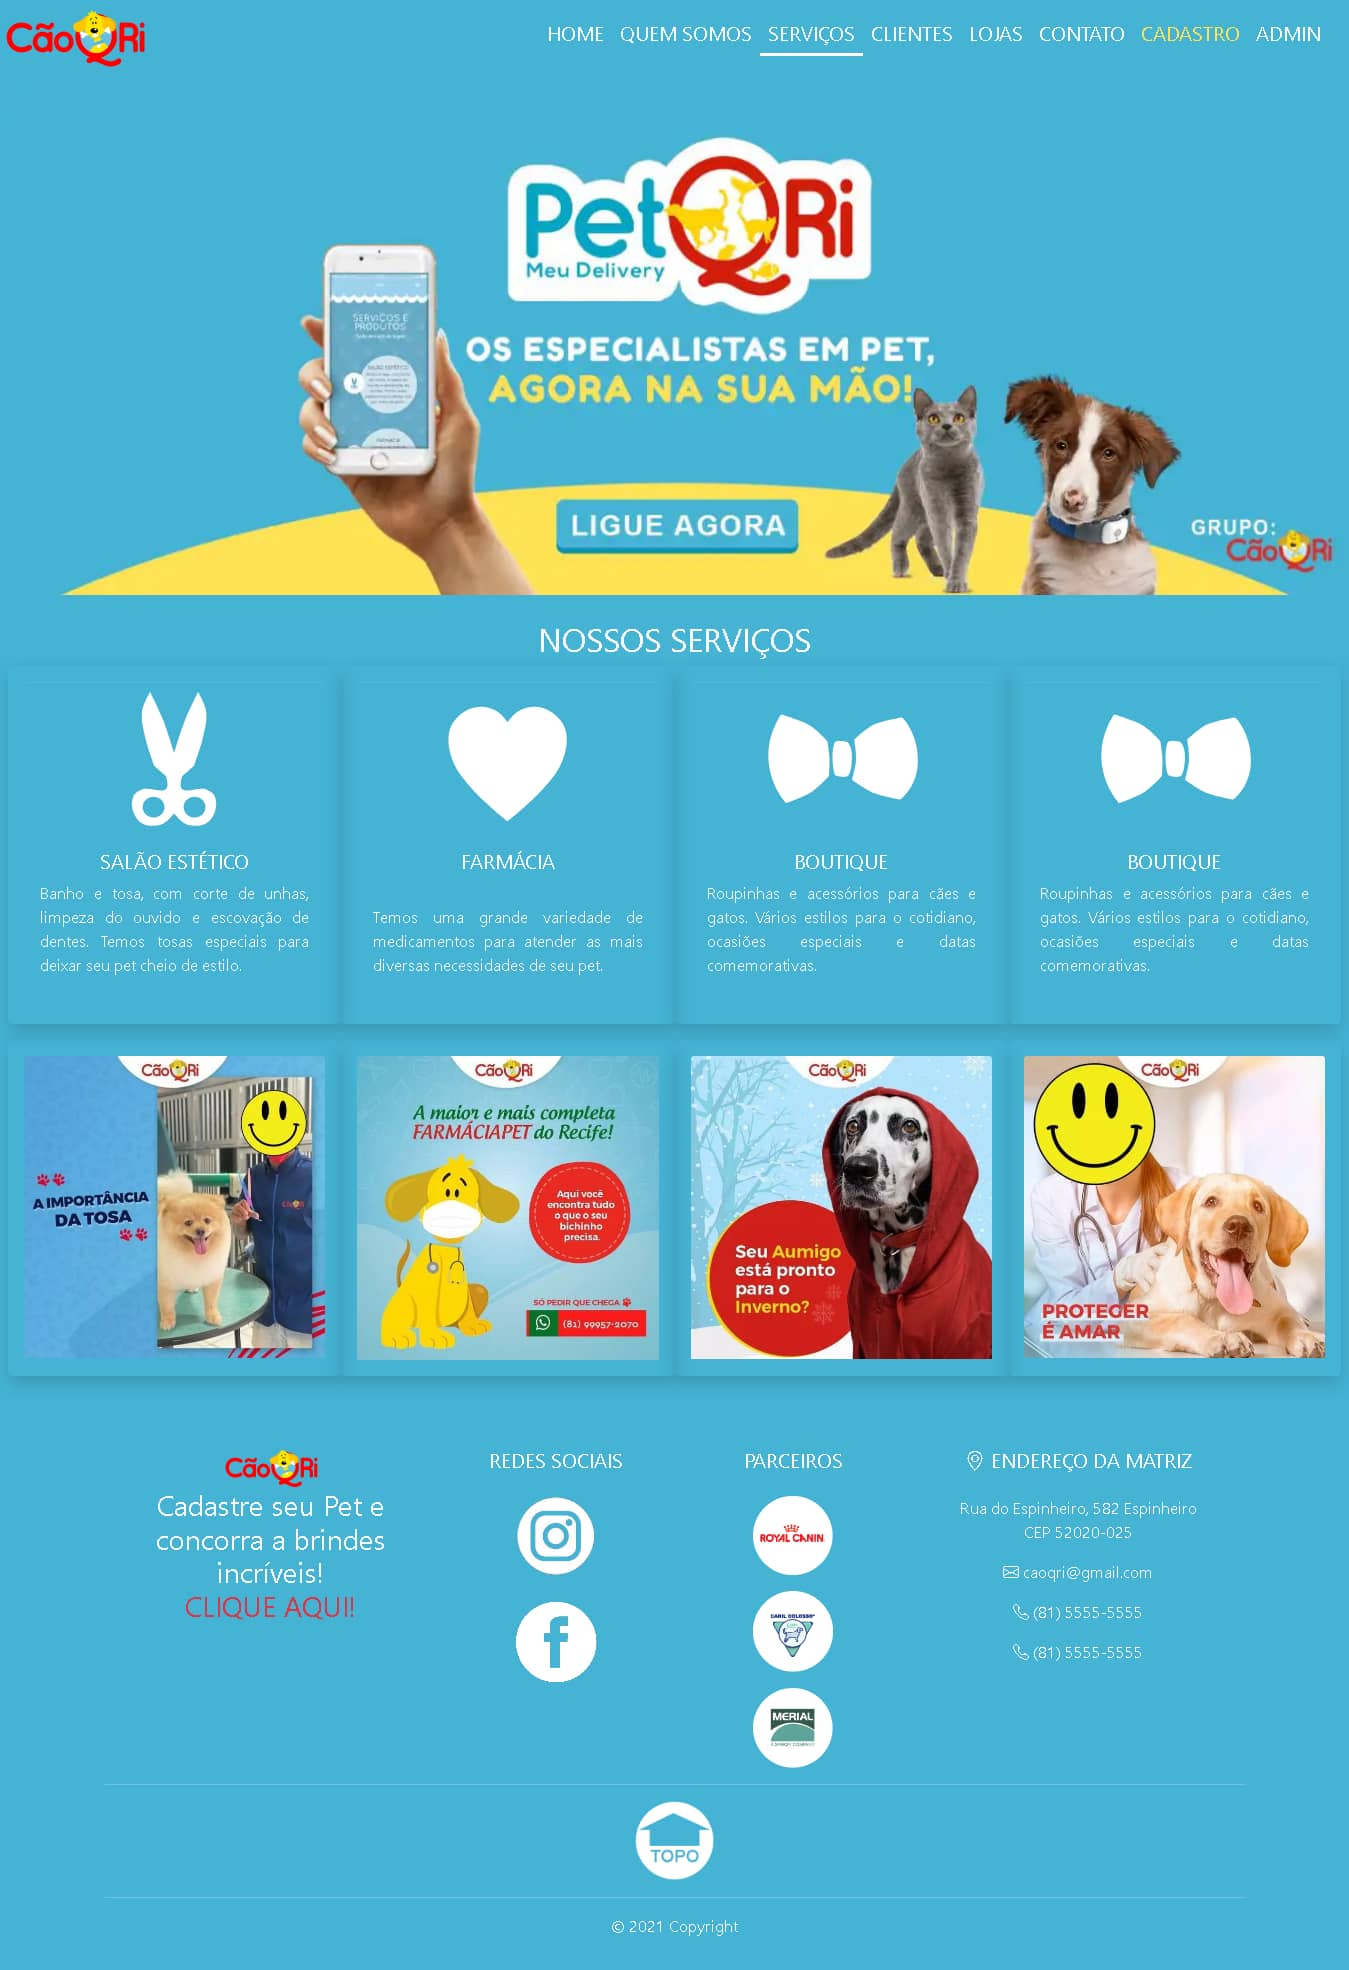 CãoQRi
HOME QUEM SOMOS SERVIÇOS CLIENTES LOJAS CONTATO CADASTRO ADMIN
PetQRi
Meu Delivery
SERVIÇOS E
PRODUTOS
SALÃO ESTÉTICO
FARMÁCIA
OS ESPECIALISTAS EM PET,
AGORA NA SUA MÃO!
LIGUE AGORA
GRUPO:
CãoQRi
NOSSOS SERVIÇOS
SALÃO ESTÉTICO
Banho e tosa, com corte de unhas,
limpeza do ouvido e escovação de
dentes. Temos tosas especiais para
deixar seu pet cheio de estilo.
FARMÁCIA
Temos uma grande variedade de
medicamentos para atender as mais
diversas necessidades de seu pet.
BOUTIQUE
Roupinhas e acessórios para cães e
gatos. Vários estilos para o cotidiano,
ocasiões especiais e datas
comemorativas.
BOUTIQUE
Roupinhas e acessórios para cães e
gatos. Vários estilos para o cotidiano,
ocasiões especiais e datas
comemorativas.
CãoQRi
A IMPORTÂNCIA
DA TOSA
CãoQRi
A maior e mais completa
FARMÁCIAPET do Recife!
Aqui você
encontra tudo
o que o seu
bichinho
precisa.
SÓ PEDIR QUE CHEGA
(81) 99957-2070
CãoQRi
Seu Aumigo
está pronto
para o
Inverno?
CãoQRi
PROTEGER
É AMAR
CãoQRi
Cadastre seu Pet e
concorra a brindes
incríveis!
CLIQUE AQUI!
REDES SOCIAIS
PARCEIROS
ROYAL CANIN
CANIL COLOSSO
MERIAL
ENDEREÇO DA MATRIZ
Rua do Espinheiro, 582 Espinheiro
CEP 52020-025
caoqri@gmail.com
(81) 5555-5555
(81) 5555-5555
TOPO
© 2021 Copyright